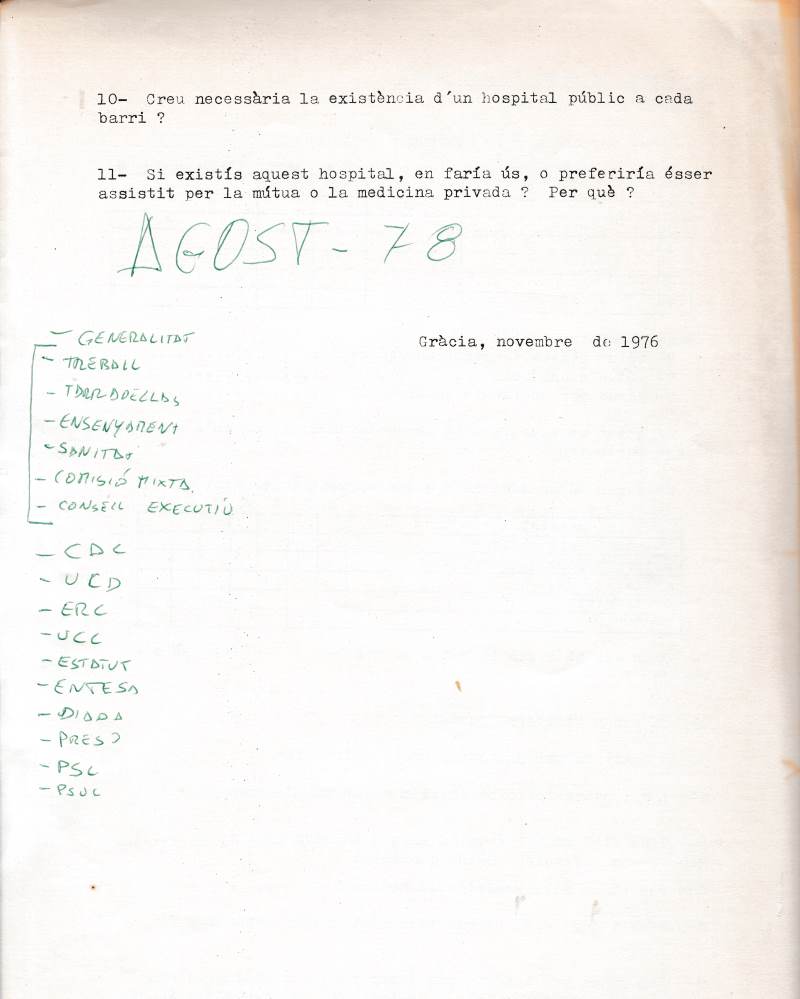 10- Creu necessària la existència d'un hospital públic a cada
barri ?
11- Si existís aquest hospital, en faría ús, o preferiría ésser
assistit per la mútua o la medicina privada ? Per què ?
AGOST - 78
Gràcia, novembre de 1976
- GENERALITAT
- TREBALL
- TARRADELLAS
- ENSENYAMENT
- SANITAT
- COMISIÓ MIXTA
- CONSELL EXECUTIU
- CDC
- UCD
- ERC
- UCC
- ESTATUT
- ENTESA
- DIADA
- PSC
- PSUC